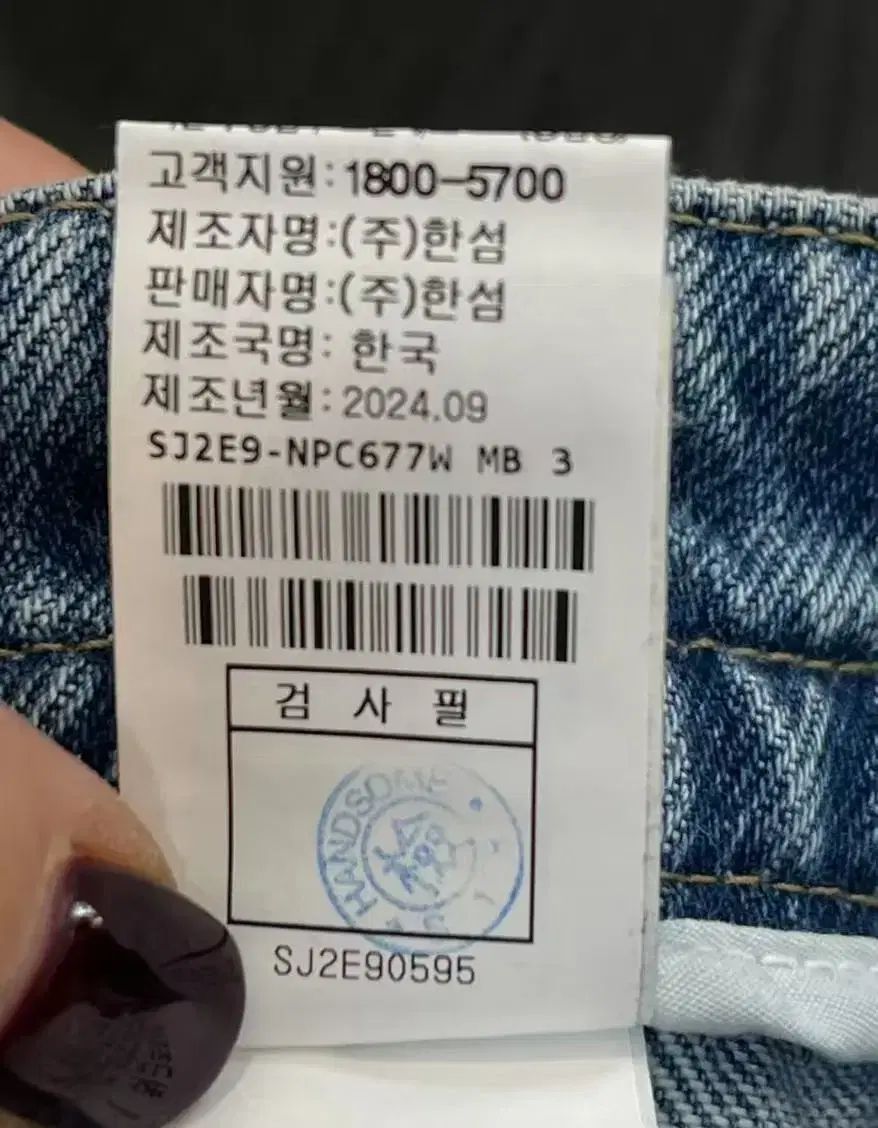 고객지원:1800-5700
제조자명:(주)한섬
판매자명:(주)한섬
제조국명: 한국
제조년월:2024.09
SJ2E9-NPC677W MB 3
검 사 필
HANDSOME
SJ2E90595